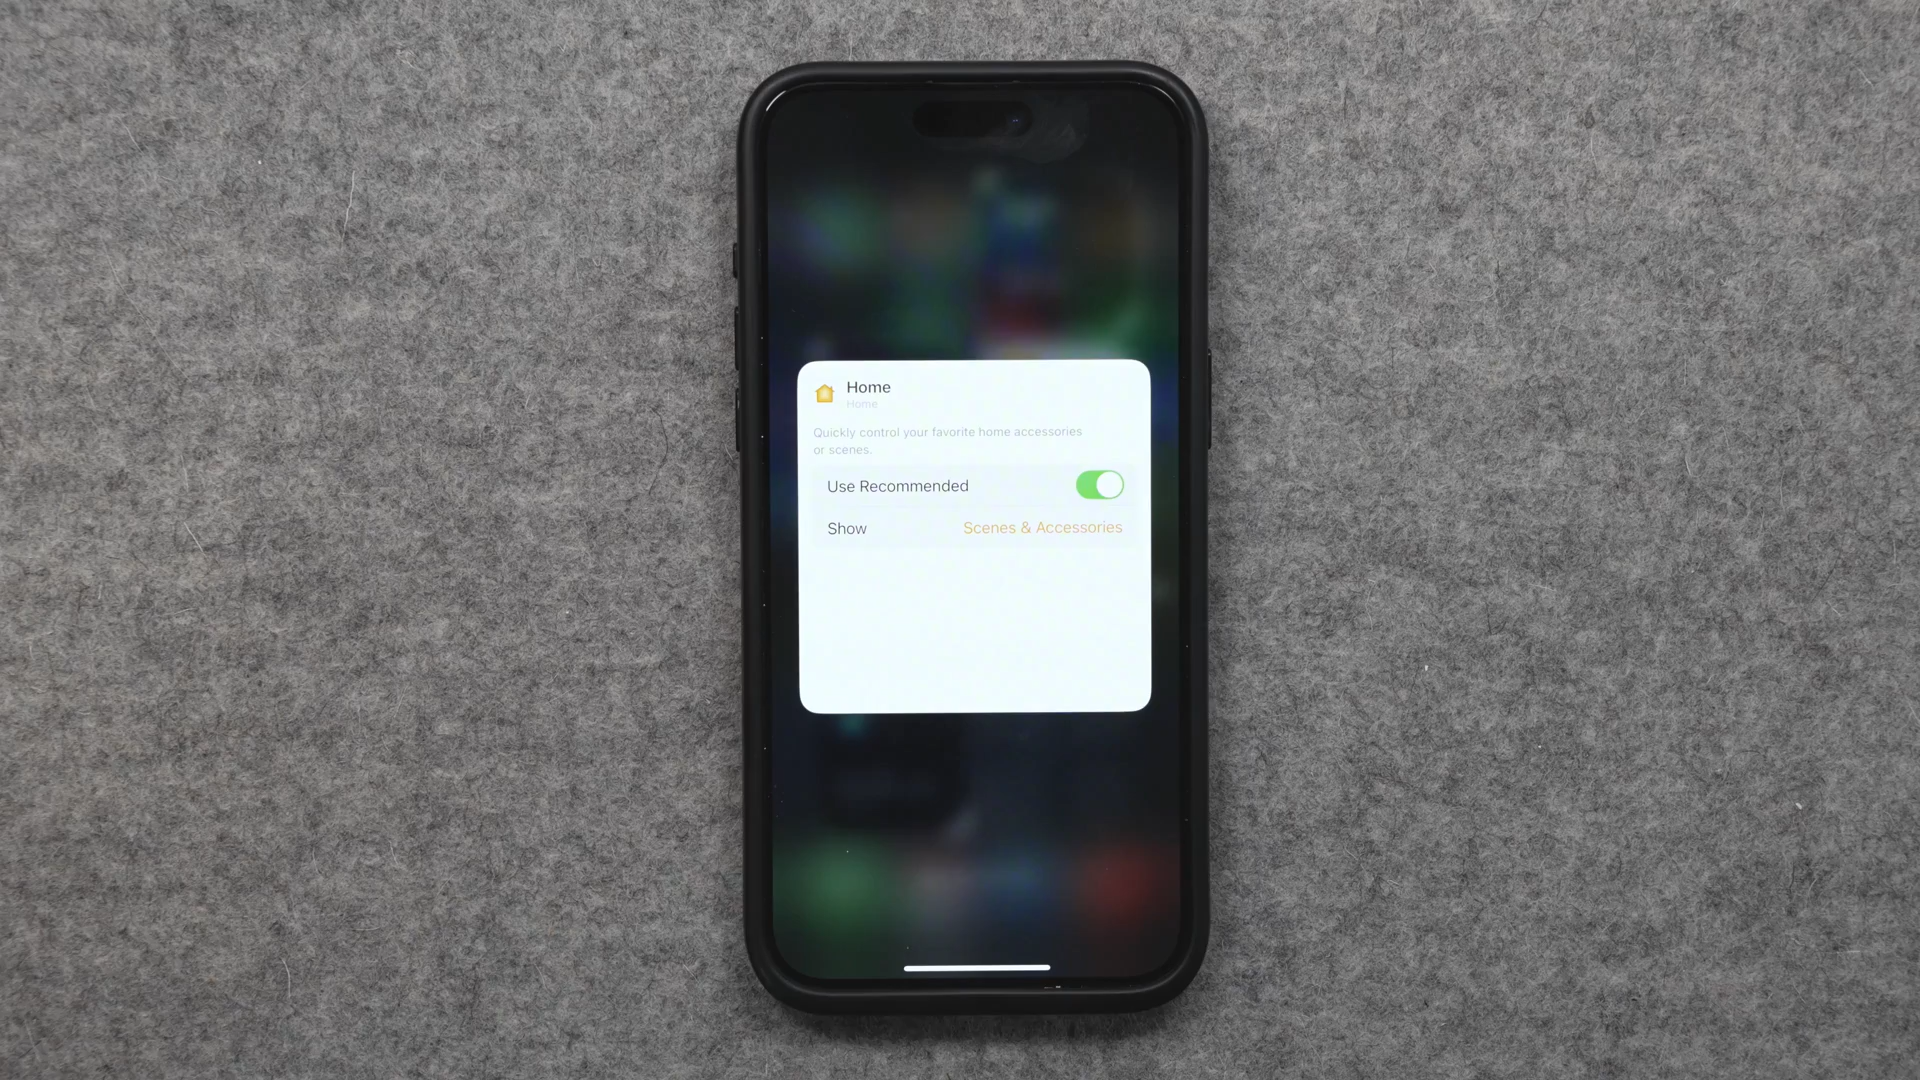 Home
Home
Quickly control your favorite home accessories
or scenes.
Use Recommended
Show Scenes & Accessories